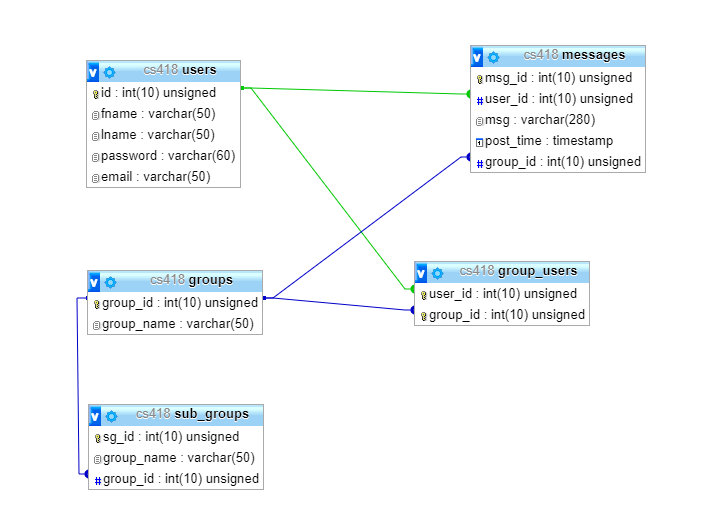 v cs418 users
id : int(10) unsigned
fname : varchar(50)
lname : varchar(50)
password : varchar(60)
email : varchar(50)
v cs418 messages
msg_id : int(10) unsigned
# user_id : int(10) unsigned
msg : varchar(280)
post_time : timestamp
# group_id : int(10) unsigned
v cs418 groups
group_id : int(10) unsigned
group_name : varchar(50)
v cs418 group_users
user_id : int(10) unsigned
group_id : int(10) unsigned
v cs418 sub_groups
sg_id : int(10) unsigned
group_name : varchar(50)
# group_id : int(10) unsigned